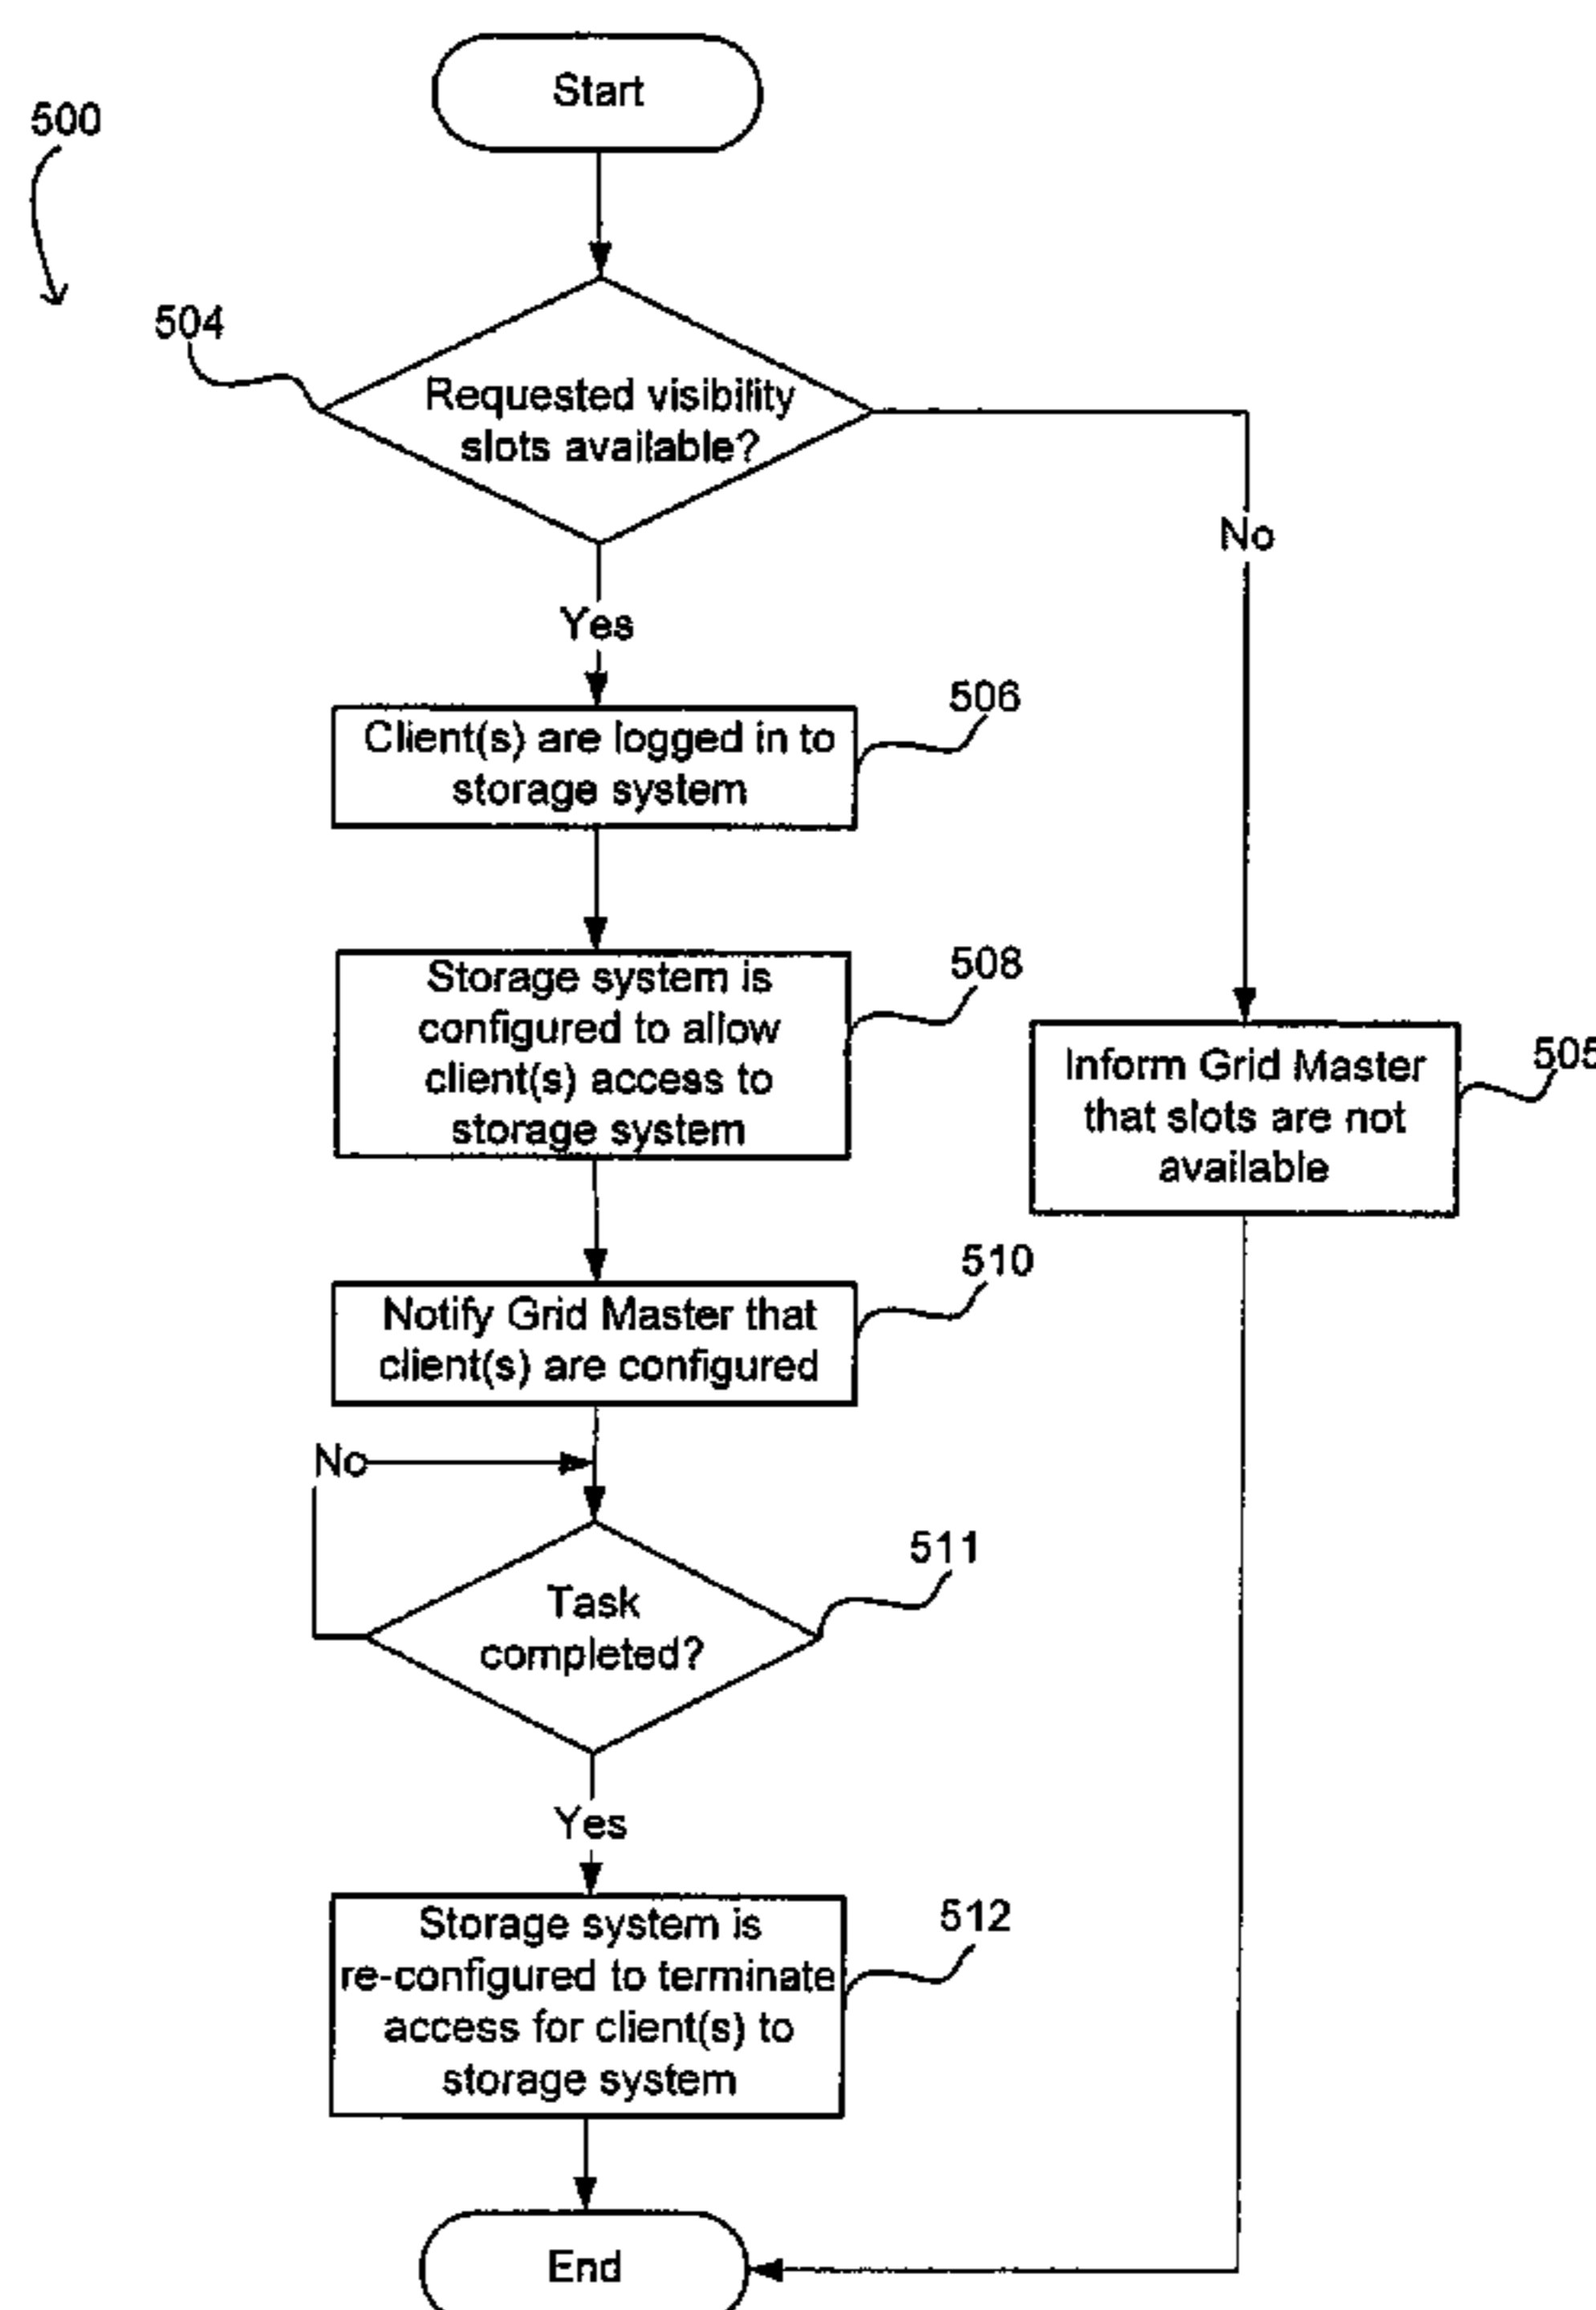 Start
500
504
Requested visibility
slots available?
No
Yes
506
Client(s) are logged in to
storage system
508
Storage system is
configured to allow
client(s) access to
storage system
505
Inform Grid Master
that slots are not
available
510
Notify Grid Master that
client(s) are configured
No
511
Task
completed?
Yes
512
Storage system is
re-configured to terminate
access for client(s) to
storage system
End